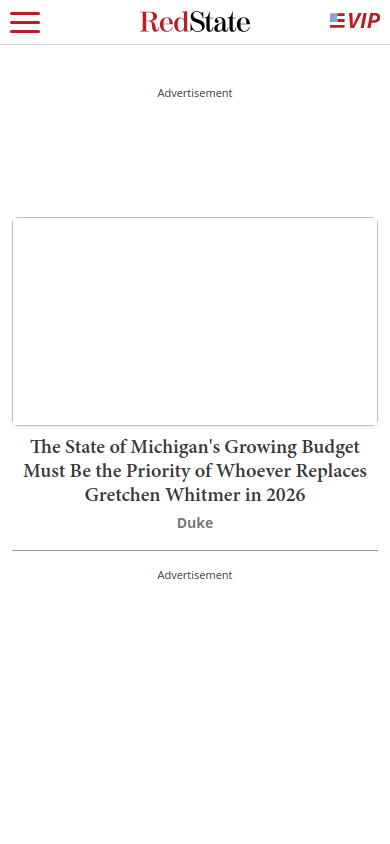 RedState
VIP
Advertisement
The State of Michigan's Growing Budget
Must Be the Priority of Whoever Replaces
Gretchen Whitmer in 2026
Duke
Advertisement